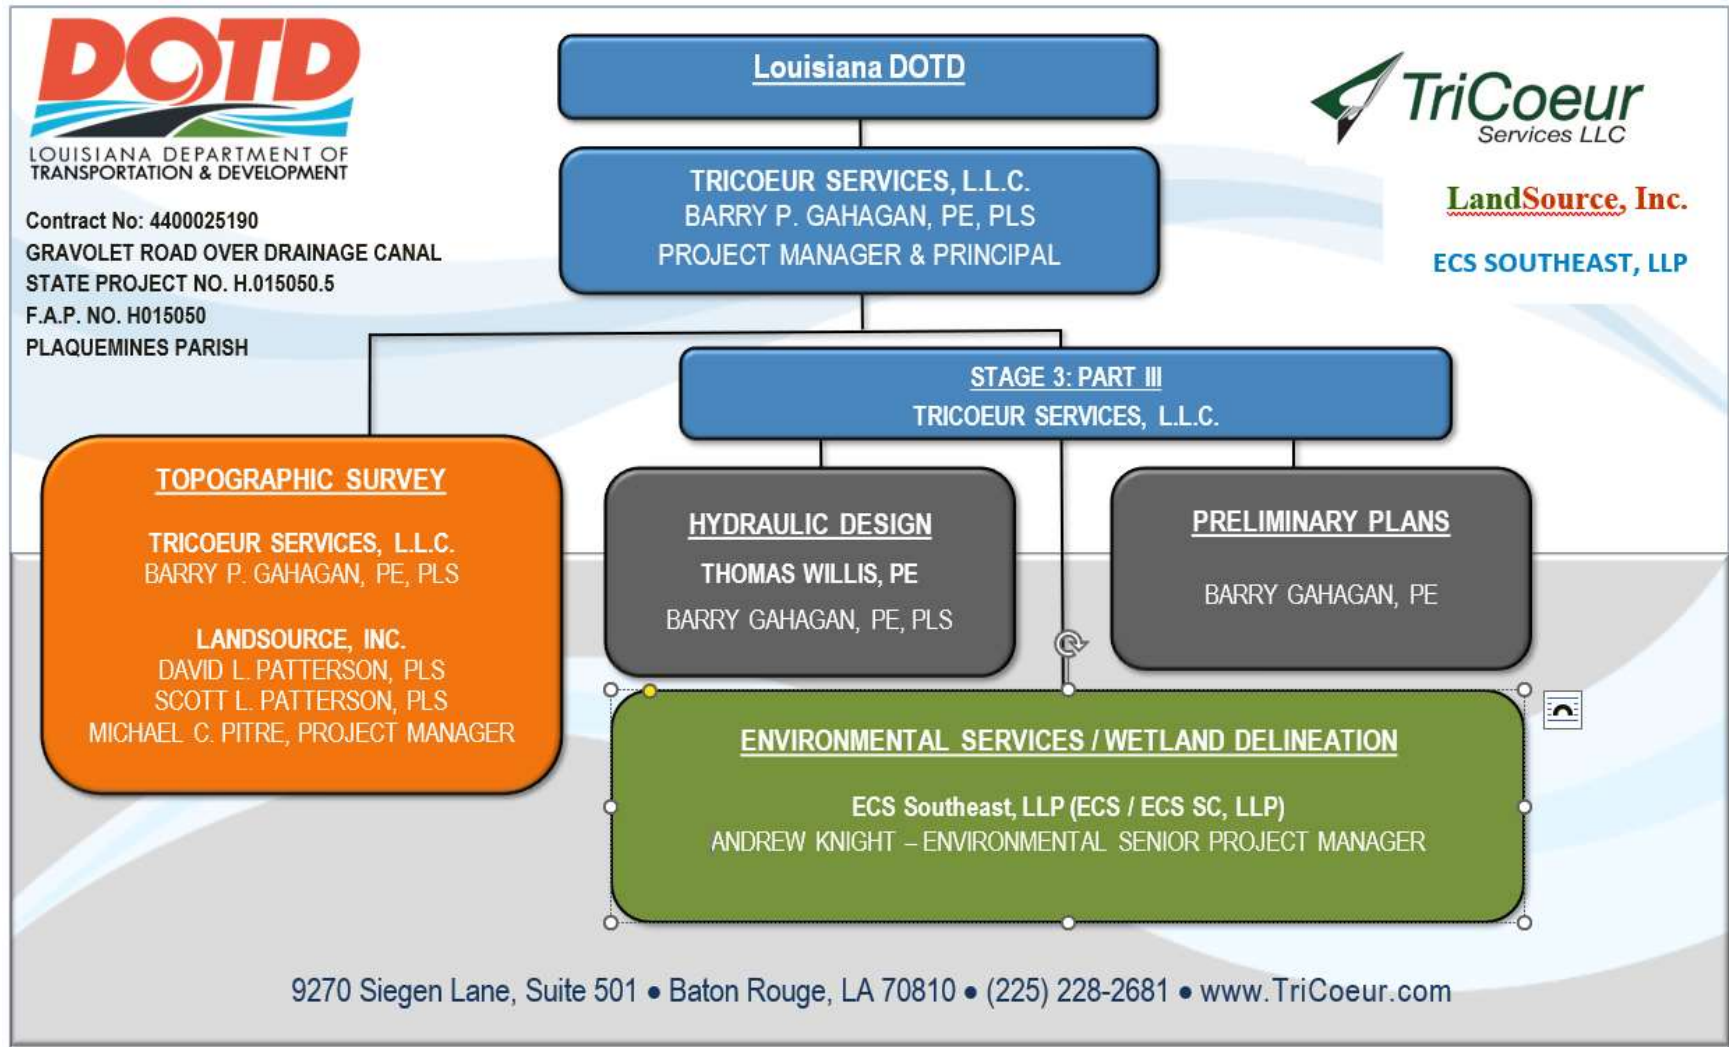 DOTD
LOUISIANA DEPARTMENT OF
TRANSPORTATION & DEVELOPMENT
Contract No: 4400025190
GRAVOLET ROAD OVER DRAINAGE CANAL
STATE PROJECT NO. H.015050.5
F.A.P. NO. H015050
PLAQUEMINES PARISH
Louisiana DOTD
TRICOEUR SERVICES, L.L.C.
BARRY P. GAHAGAN, PE, PLS
PROJECT MANAGER & PRINCIPAL
TriCoeur
Services LLC
LandSource, Inc.
ECS SOUTHEAST, LLP
STAGE 3: PART III
TRICOEUR SERVICES, L.L.C.
TOPOGRAPHIC SURVEY
TRICOEUR SERVICES, L.L.C.
BARRY P. GAHAGAN, PE, PLS
LANDSOURCE, INC.
DAVID L. PATTERSON, PLS
SCOTT L. PATTERSON, PLS
MICHAEL C. PITRE, PROJECT MANAGER
HYDRAULIC DESIGN
THOMAS WILLIS, PE
BARRY GAHAGAN, PE, PLS
PRELIMINARY PLANS
BARRY GAHAGAN, PE
ENVIRONMENTAL SERVICES / WETLAND DELINEATION
ECS Southeast, LLP (ECS / ECS SC, LLP)
ANDREW KNIGHT – ENVIRONMENTAL SENIOR PROJECT MANAGER
9270 Siegen Lane, Suite 501 • Baton Rouge, LA 70810 • (225) 228-2681 • www.TriCoeur.com